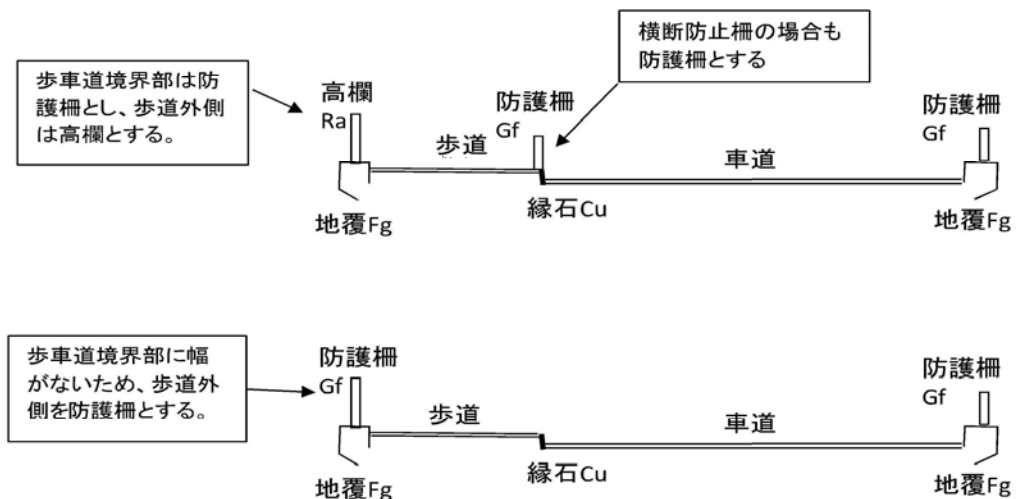 横断防止柵の場合も
防護柵とする
歩車道境界部は防
護柵とし、歩道外側
は高欄とする。
高欄
Ra
防護柵
Gf
防護柵
Gf
歩道
車道
縁石Cu
地覆Fg
地覆Fg
歩車道境界部に幅
がないため、歩道外
側を防護柵とする。
防護柵
Gf
防護柵
Gf
歩道
車道
縁石Cu
地覆Fg
地覆Fg